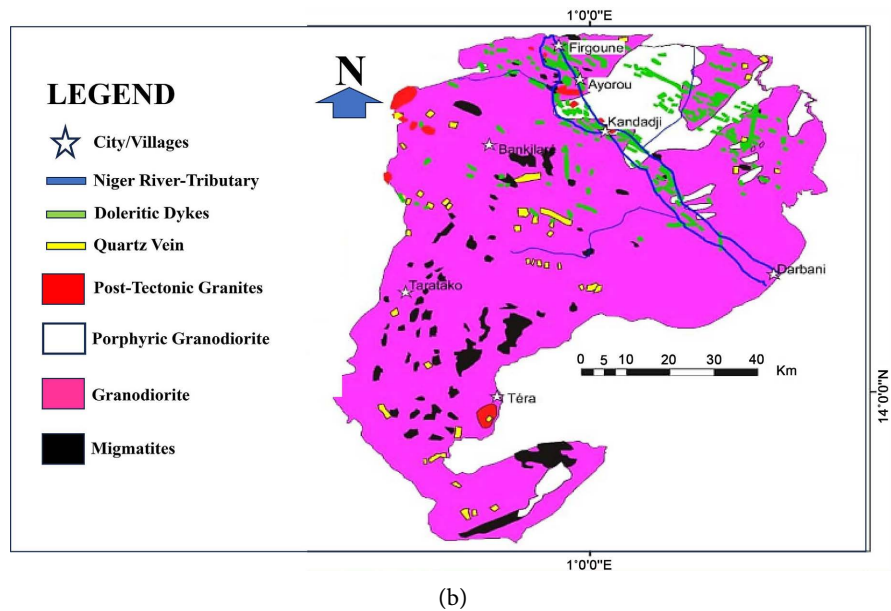 1°0'0"E
N
LEGEND
City/Villages
Niger River-Tributary
Doleritic Dykes
Quartz Vein
Post-Tectonic Granites
Porphyric Granodiorite
Granodiorite
Migmatites
Firgoune
Ayorou
Kandadji
Bankilaré
Darbani
Taratako
0 5 10 20 30 40
Km
Téra
14°0'0"N
1°0'0"E
(b)